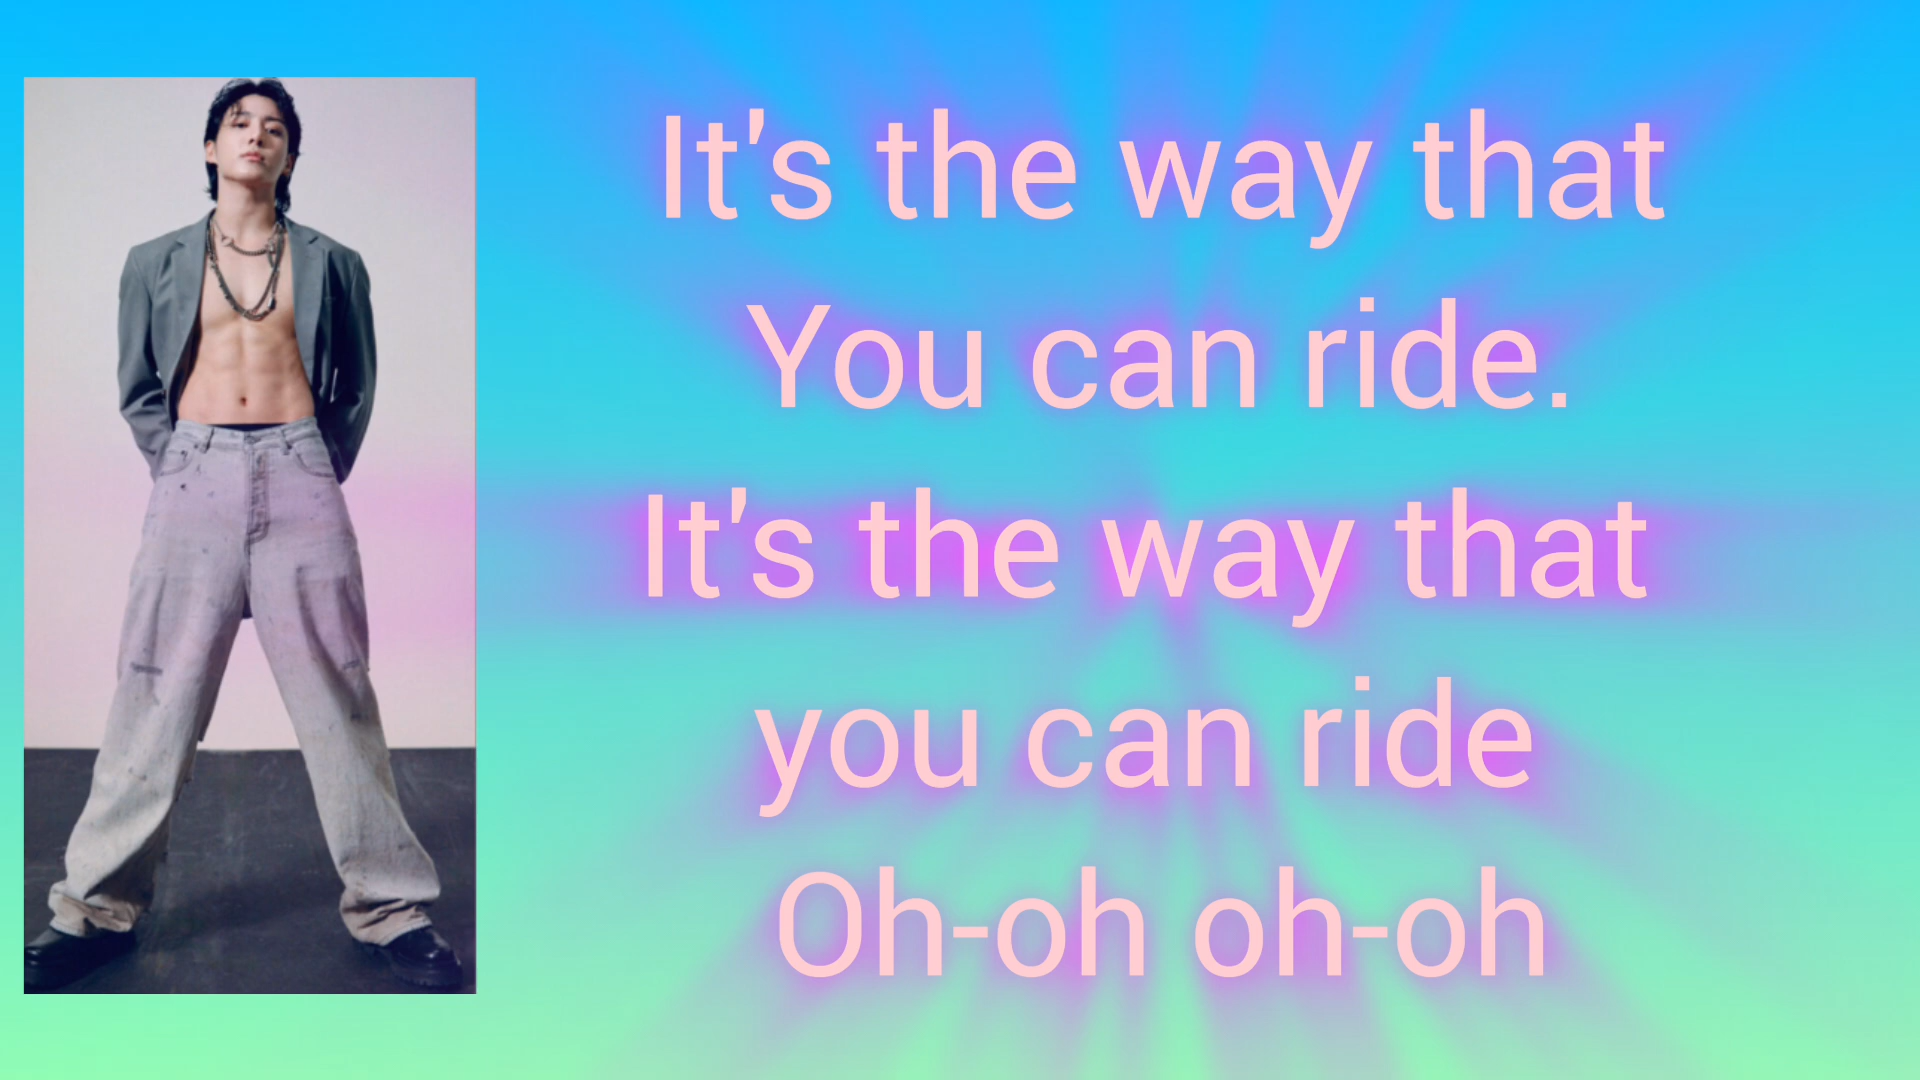 It's the way that
You can ride.
It's the way that
you can ride
Oh-oh oh-oh